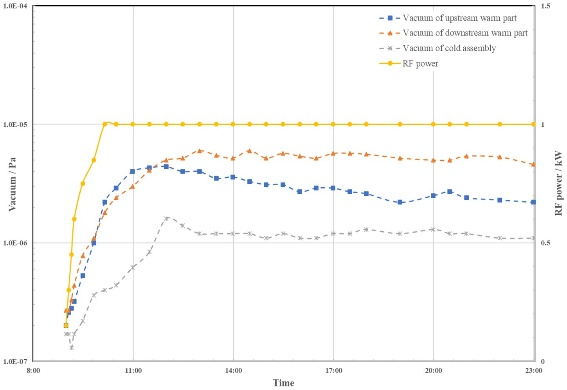 1.0E-04
1.5
Vacuum of upstream warm part
Vacuum of downstream warm part
Vacuum of cold assembly
RF power
1.0E-05
1
Vacuum / Pa
RF power / kW
1.0E-06
0.5
1.0E-07
0
8:00 11:00 14:00 17:00 20:00 23:00
Time